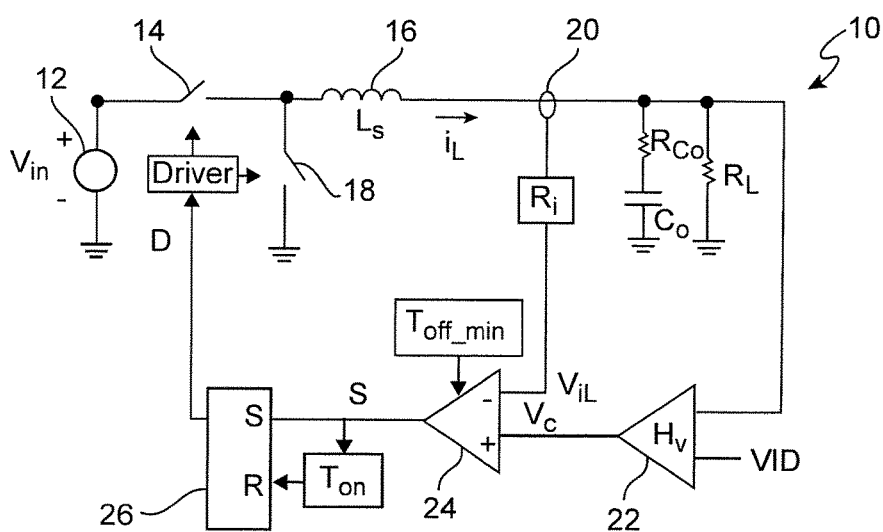 14
16
20
10
12
+
V_in
-
Driver
18
L_s
i_L
R_i
R_Co
C_o
R_L
D
T_off_min
V_iL
V_c
-
+
24
H_v
22
VID
S
S
R
T_on
26